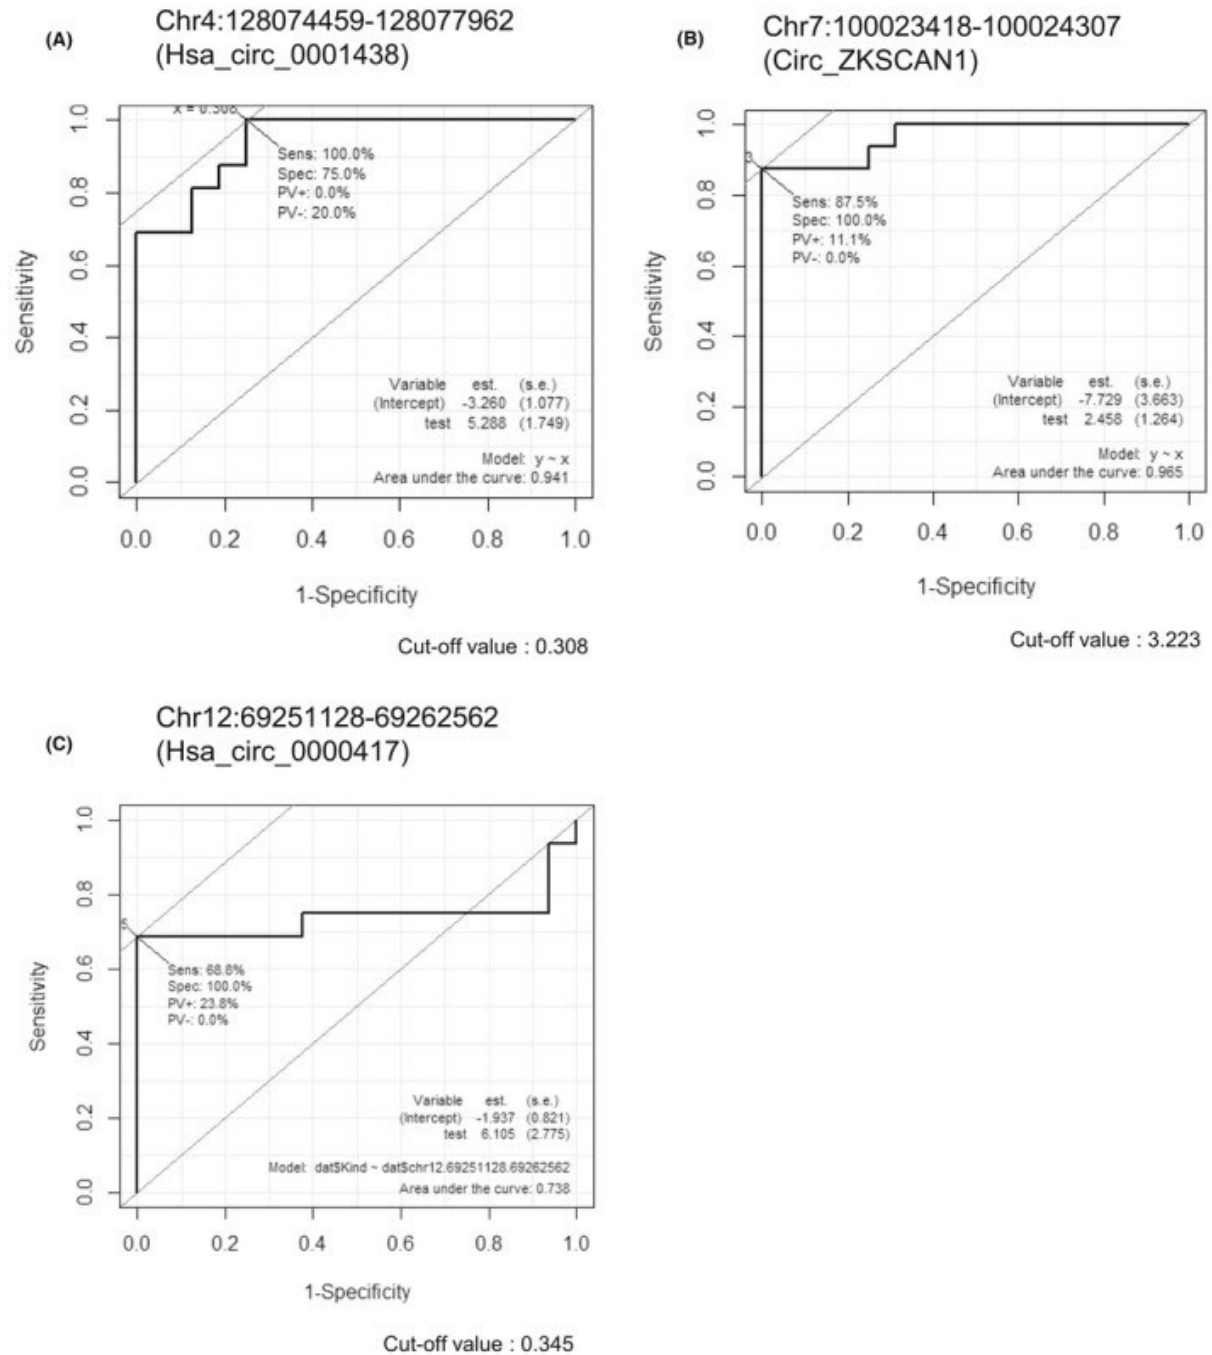 (A)
Chr4:128074459-128077962
(Hsa_circ_0001438)
1.0
0.8
0.6
0.4
0.2
0.0
Sensitivity
Sens: 100.0%
Spec: 75.0%
PV+: 0.0%
PV-: 20.0%
Variable est. (s.e.)
(Intercept) -3.260 (1.077)
test 5.288 (1.749)
Model: y ~ x
Area under the curve: 0.941
0.0 0.2 0.4 0.6 0.8 1.0
1-Specificity
Cut-off value : 0.308
(B)
Chr7:100023418-100024307
(Circ_ZKSCAN1)
1.0
0.8
0.6
0.4
0.2
0.0
Sensitivity
3
Sens: 87.5%
Spec: 100.0%
PV+: 11.1%
PV-: 0.0%
Variable est. (s.e.)
(Intercept) -7.729 (3.663)
test 2.458 (1.264)
Model: y ~ x
Area under the curve: 0.965
0.0 0.2 0.4 0.6 0.8 1.0
1-Specificity
Cut-off value : 3.223
(C)
Chr12:69251128-69262562
(Hsa_circ_0000417)
1.0
0.8
0.6
0.4
0.2
0.0
Sensitivity
5
Sens: 68.8%
Spec: 100.0%
PV+: 23.8%
PV-: 0.0%
Variable est. (s.e.)
(Intercept) -1.937 (0.821)
test 6.105 (2.775)
Model: dat$Kind ~ dat$chr12.69251128.69262562
Area under the curve: 0.738
0.0 0.2 0.4 0.6 0.8 1.0
1-Specificity
Cut-off value : 0.345